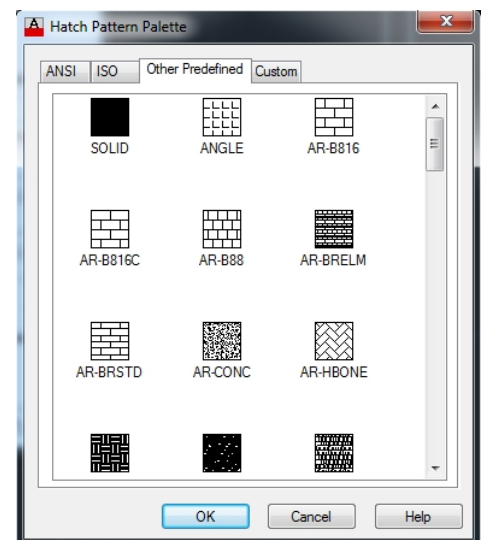 Hatch Pattern Palette
ANSI ISO Other Predefined Custom
SOLID ANGLE AR-B816
AR-B816C AR-B88 AR-BRELM
AR-BRSTD AR-CONC AR-HBONE
OK Cancel Help